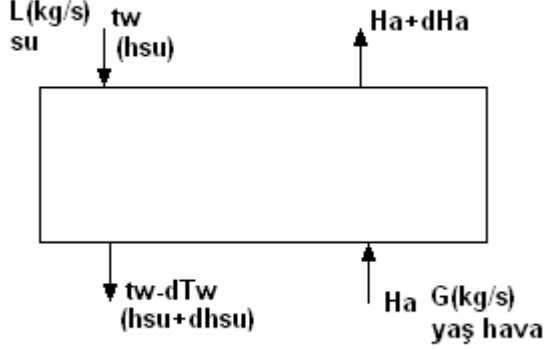 L(kg/s) tw
su (hsu)
Ha+dHa
tw-dTw
(hsu+dhsu)
Ha G(kg/s)
yaş hava